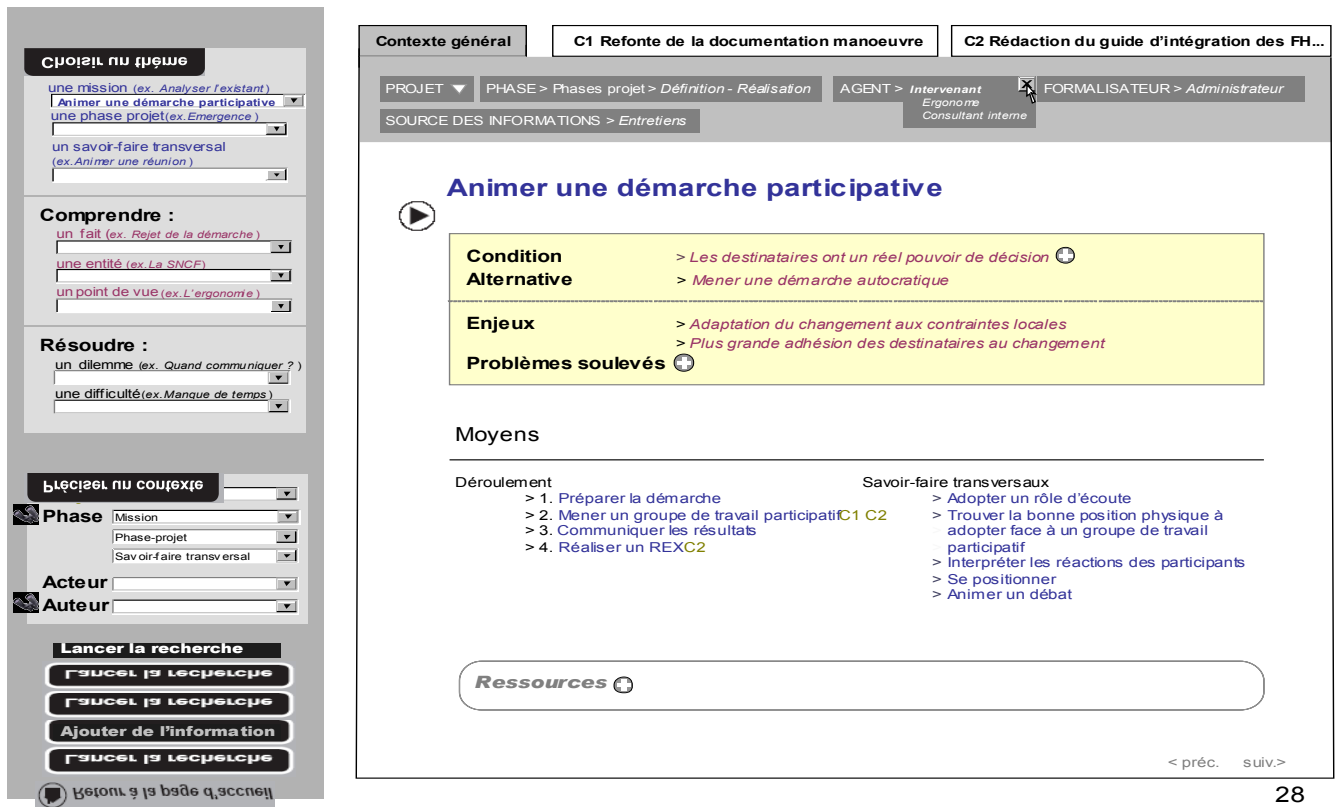 Choisir un thème
une mission (ex. Analyser l'existant)
Animer une démarche participative
une phase projet(ex.Emergence )
un savoir-faire transversal
(ex.Animer une réunion )
Comprendre :
un fait (ex. Rejet de la démarche )
une entité (ex.La SNCF)
un point de vue (ex.L'ergonomie )
Résoudre :
un dilemme (ex. Quand communiquer ? )
une difficulté(ex.Manque de temps)
Préciser un contexte
Phase Mission
Phase-projet
Savoir-faire transversal
Acteur
Auteur
Lancer la recherche
Lancer la recherche
Lancer la recherche
Ajouter de l'information
Lancer la recherche
Retour à la page d'accueil
Contexte général
C1 Refonte de la documentation manoeuvre
C2 Rédaction du guide d'intégration des FH...
PROJET PHASE > Phases projet > Définition - Réalisation AGENT > Intervenant FORMALISATEUR > Administrateur
Ergonome
Consultant interne
SOURCE DES INFORMATIONS > Entretiens
Animer une démarche participative
Condition > Les destinataires ont un réel pouvoir de décision
Alternative > Mener une démarche autocratique
Enjeux > Adaptation du changement aux contraintes locales
> Plus grande adhésion des destinataires au changement
Problèmes soulevés
Moyens
Déroulement
> 1. Préparer la démarche
> 2. Mener un groupe de travail participatifC1 C2
> 3. Communiquer les résultats
> 4. Réaliser un REXC2
Savoir-faire transversaux
> Adopter un rôle d'écoute
> Trouver la bonne position physique à
adopter face à un groupe de travail
participatif
> Interpréter les réactions des participants
> Se positionner
> Animer un débat
Ressources
< préc. suiv.>
28